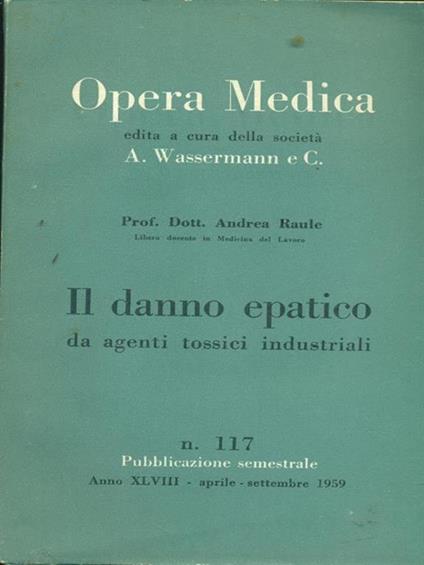 Opera Medica
edita a cura della società
A. Wassermann e C.
Prof. Dott. Andrea Raule
Libero docente in Medicina del Lavoro
Il danno epatico
da agenti tossici industriali
n. 117
Pubblicazione semestrale
Anno XLVIII - aprile - settembre 1959